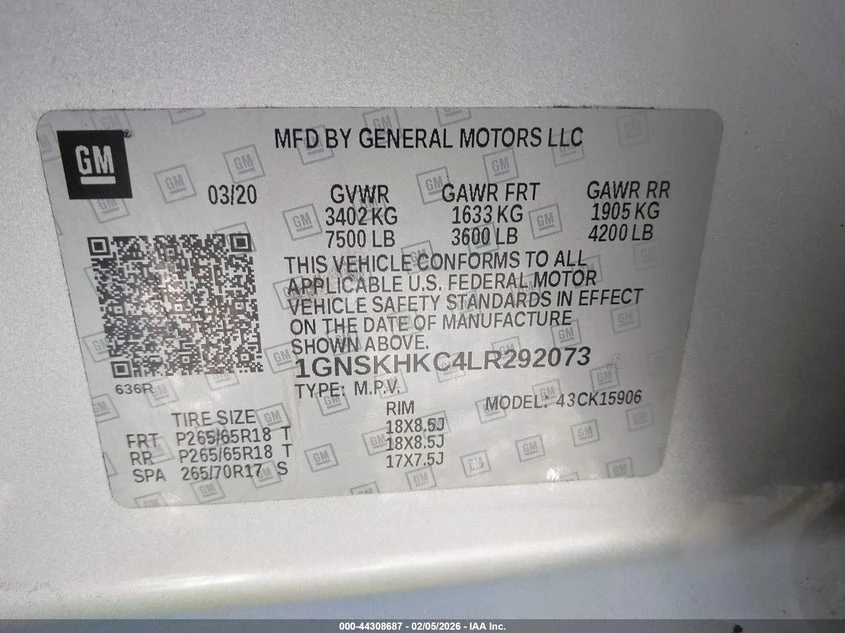 GM
MFD BY GENERAL MOTORS LLC
03/20
GVWR GAWR FRT GAWR RR
3402 KG 1633 KG 1905 KG
7500 LB 3600 LB 4200 LB
THIS VEHICLE CONFORMS TO ALL
APPLICABLE U.S. FEDERAL MOTOR
VEHICLE SAFETY STANDARDS IN EFFECT
ON THE DATE OF MANUFACTURE
SHOWN ABOVE.
1GNSKHKC4LR292073
636R
TYPE: M.P.V. MODEL: 43CK15906
TIRE SIZE RIM
FRT P265/65R18 T 18X8.5J
RR P265/65R18 T 18X8.5J
SPA 265/70R17 S 17X7.5J
000-44308687 - 02/05/2026 - IAA Inc.